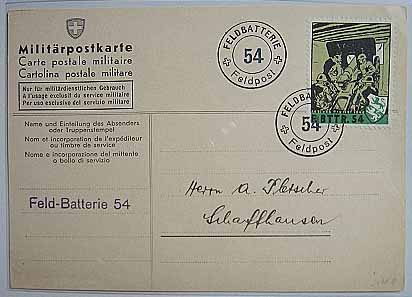 Militärpostkarte
Carte postale militaire
Cartolina postale militare
Nur für militärdienstlichen Gebrauch
A l'usage exclusif du service militaire
Per uso esclusivo del servizio militare
FELDBATTERIE
54
Feldpost
FELDBATTERIE
54
Feldpost
F. BTTR. 54
Name und Einteilung des Absenders
oder Truppenstempel
Nom et incorporation de l'expéditeur
ou timbre de service
Nome e incorporazione del mittente
o bollo di servizio
Feld-Batterie 54
Herrn A. Pletscher
Schaffhausen